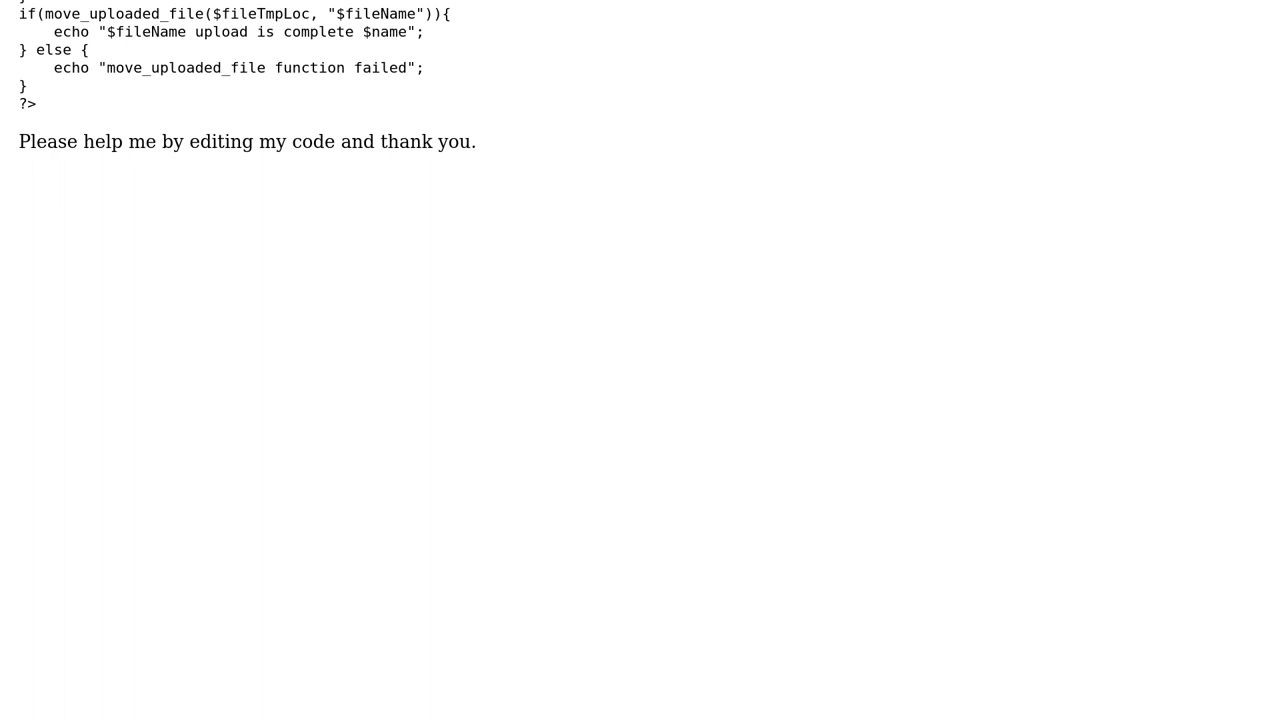 }
if(move_uploaded_file($fileTmpLoc, "$fileName")){
    echo "$fileName upload is complete $name";
} else {
    echo "move_uploaded_file function failed";
}
?>
Please help me by editing my code and thank you.